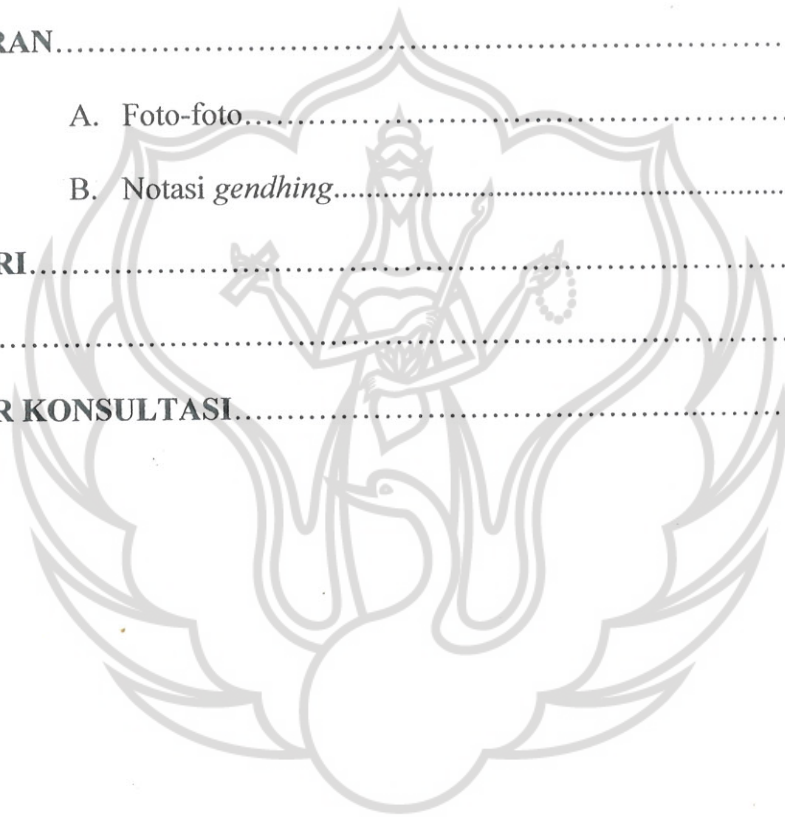 RAN................................................................................
A. Foto-foto................................................................
B. Notasi gendhing.....................................................
RI....................................................................................
................................................................................
R KONSULTASI...........................................................